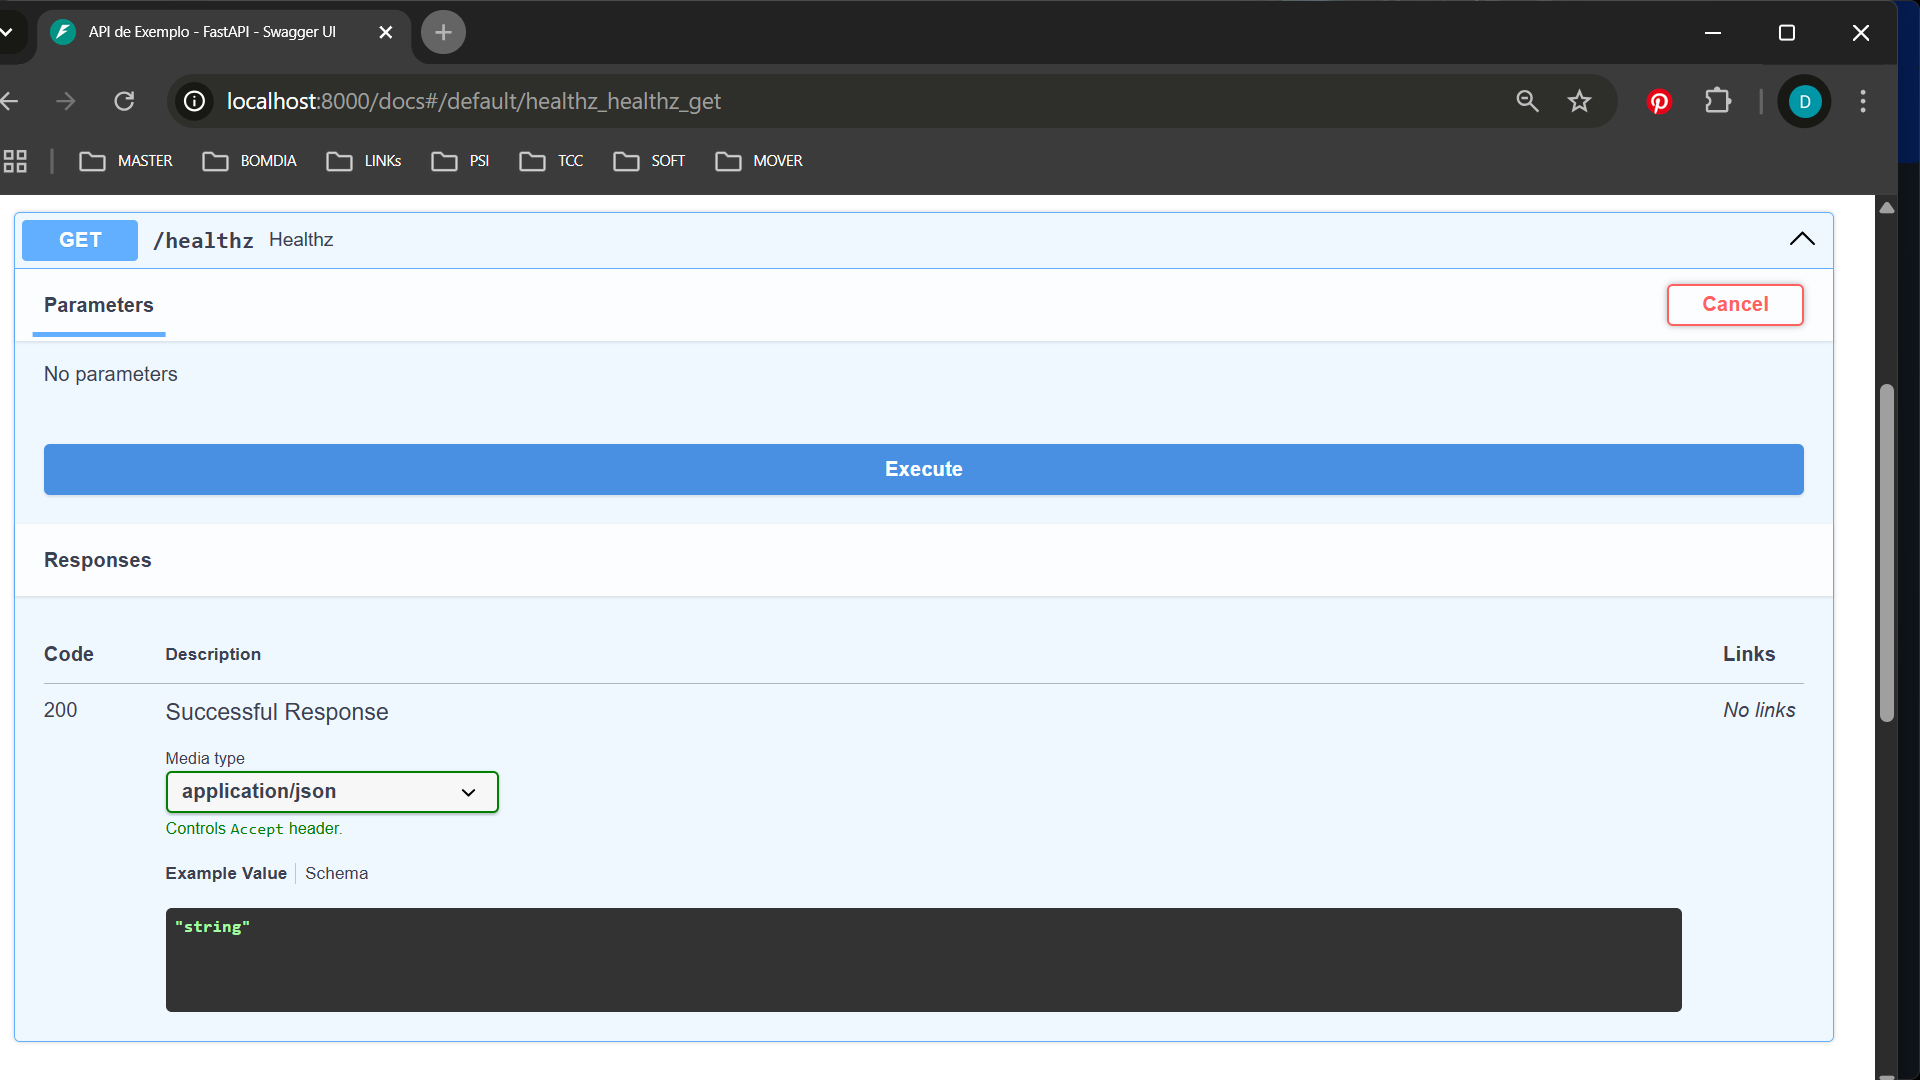 API de Exemplo - FastAPI - Swagger UI
localhost:8000/docs#/default/healthz_healthz_get
D
MASTER BOMDIA LINKs PSI TCC SOFT MOVER
GET /healthz Healthz
Parameters
Cancel
No parameters
Execute
Responses
Code Description Links
200 Successful Response No links
Media type
application/json
Controls Accept header.
Example Value Schema
"string"